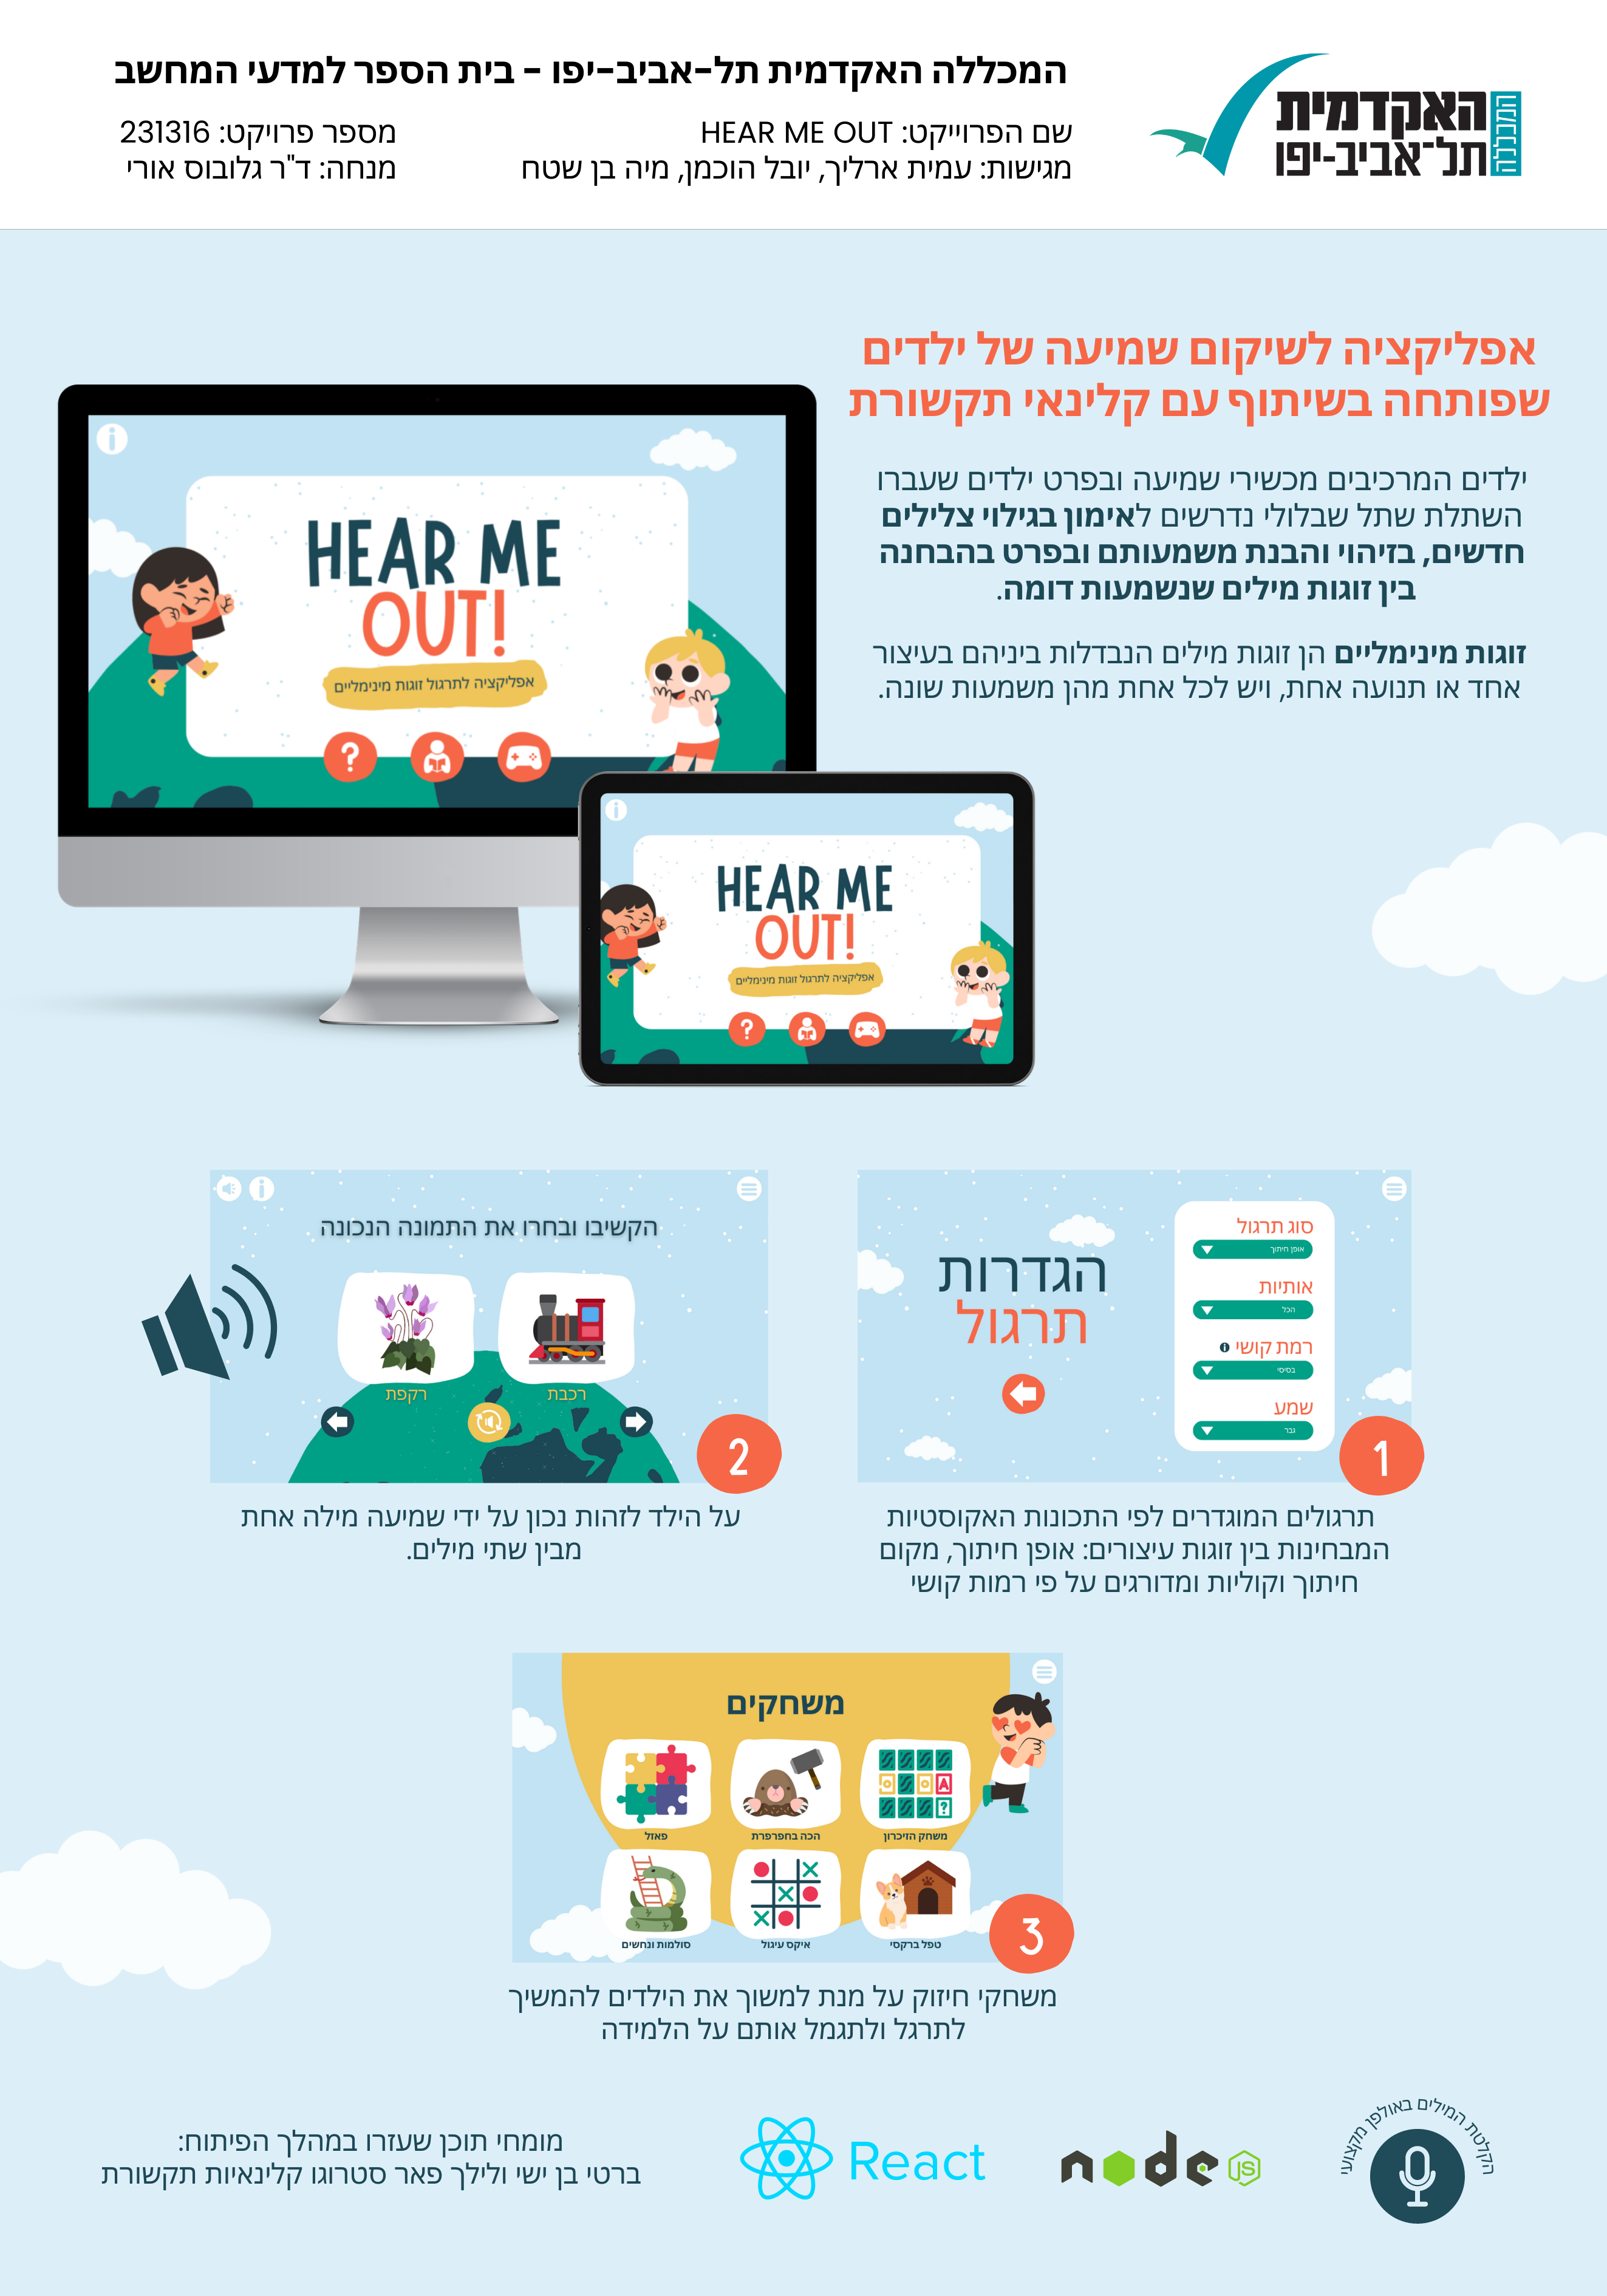 המכללה
האקדמית
תל־אביב-יפו
המכללה האקדמית תל-אביב-יפו - בית הספר למדעי המחשב
שם הפרוייקט: HEAR ME OUT
מגישות: עמית ארליך, יובל הוכמן, מיה בן שטח
מספר פרויקט: 231316
מנחה: ד"ר גלובוס אורי
אפליקציה לשיקום שמיעה של ילדים
שפותחה בשיתוף עם קלינאי תקשורת
ילדים המרכיבים מכשירי שמיעה ובפרט ילדים שעברו
השתלת שתל שבלולי נדרשים לאימון בגילוי צלילים
חדשים, בזיהוי והבנת משמעותם ובפרט בהבחנה
בין זוגות מילים שנשמעות דומה.
זוגות מינימליים הן זוגות מילים הנבדלות ביניהם בעיצור
אחד או תנועה אחת, ויש לכל אחת מהן משמעות שונה.
HEAR ME
OUT!
אפליקציה לתרגול זוגות מינימליים
?
HEAR ME
OUT!
אפליקציה לתרגול זוגות מינימליים
?
סוג תרגול
אופן חיתוך
אותיות
הכל
רמת קושי
בסיסי
שמע
גבר
הגדרות
תרגול
1
תרגולים המוגדרים לפי התכונות האקוסטיות
המבחינות בין זוגות עיצורים: אופן חיתוך, מקום
חיתוך וקוליות ומדורגים על פי רמות קושי
הקשיבו ובחרו את התמונה הנכונה
רכבת
רקפת
2
על הילד לזהות נכון על ידי שמיעה מילה אחת
מבין שתי מילים.
משחקים
משחק הזיכרון
הכה בחפרפרת
פאזל
טפל ברקסי
איקס עיגול
סולמות ונחשים
3
משחקי חיזוק על מנת למשוך את הילדים להמשיך
לתרגל ולתגמל אותם על הלמידה
הקלטת המילים באולפן מקצועי
node JS
React
מומחי תוכן שעזרו במהלך הפיתוח:
ברטי בן ישי ולילך פאר סטרוגו קלינאיות תקשורת